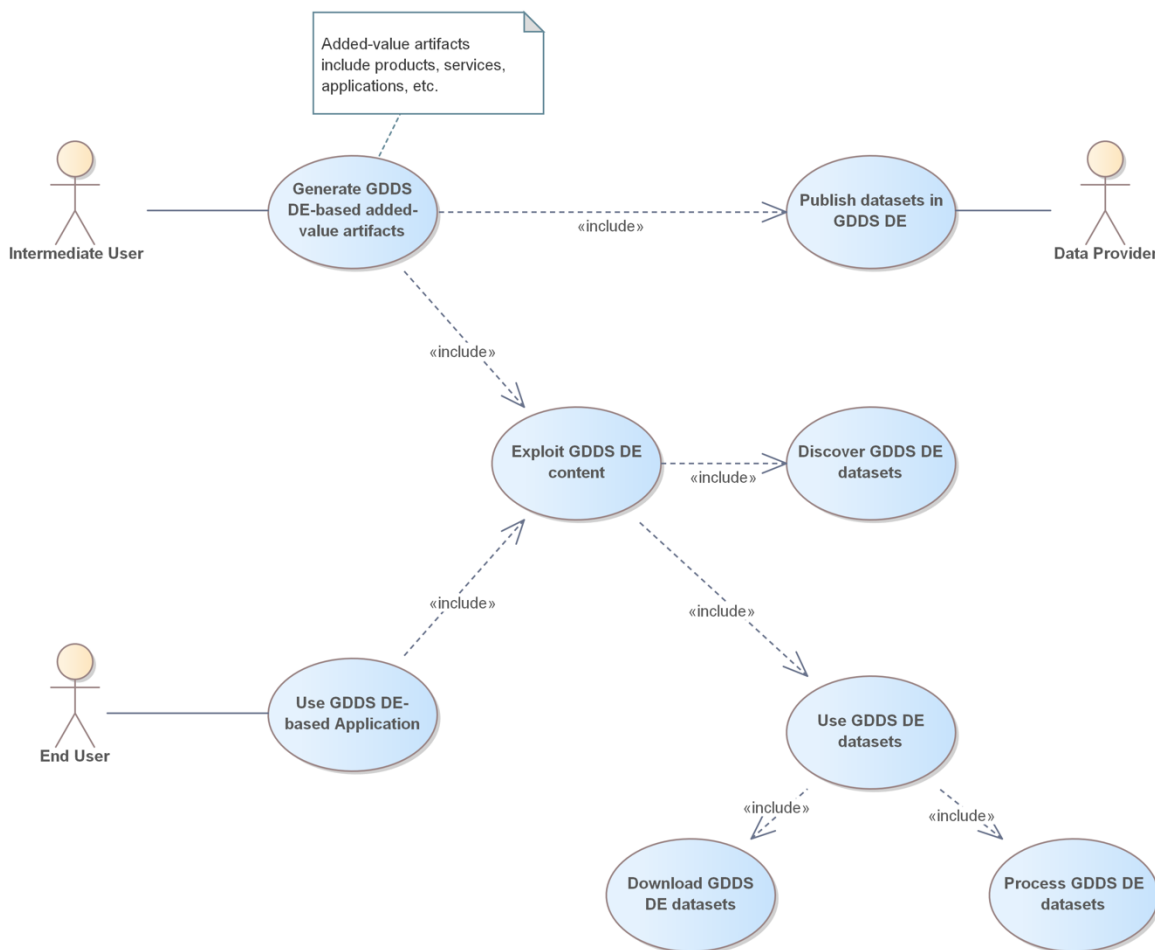 Added-value artifacts
include products, services,
applications, etc.
Generate GDDS
DE-based added-
value artifacts
Publish datasets in
GDDS DE
«include»
Intermediate User
Data Provider
«include»
Exploit GDDS DE
content
Discover GDDS DE
datasets
«include»
«include»
«include»
Use GDDS DE-
based Application
Use GDDS DE
datasets
End User
«include»
«include»
Download GDDS
DE datasets
Process GDDS DE
datasets